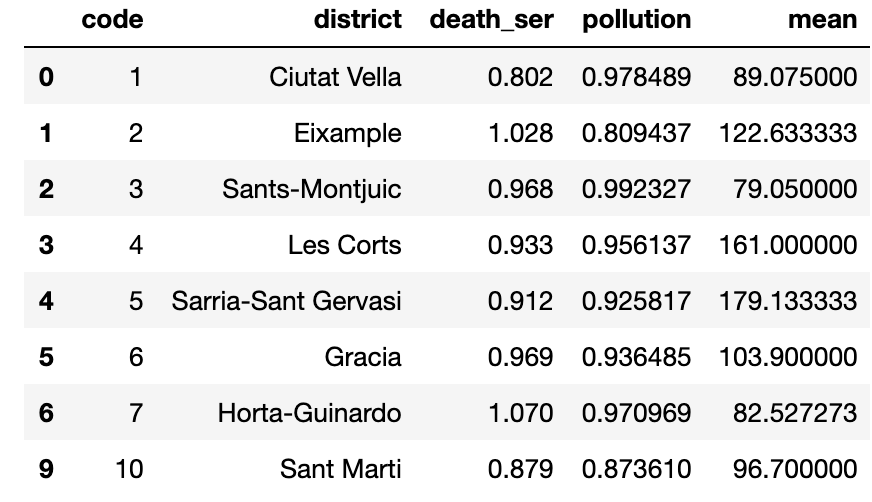 code district death_ser pollution mean
0 1 Ciutat Vella 0.802 0.978489 89.075000
1 2 Eixample 1.028 0.809437 122.633333
2 3 Sants-Montjuic 0.968 0.992327 79.050000
3 4 Les Corts 0.933 0.956137 161.000000
4 5 Sarria-Sant Gervasi 0.912 0.925817 179.133333
5 6 Gracia 0.969 0.936485 103.900000
6 7 Horta-Guinardo 1.070 0.970969 82.527273
9 10 Sant Marti 0.879 0.873610 96.700000